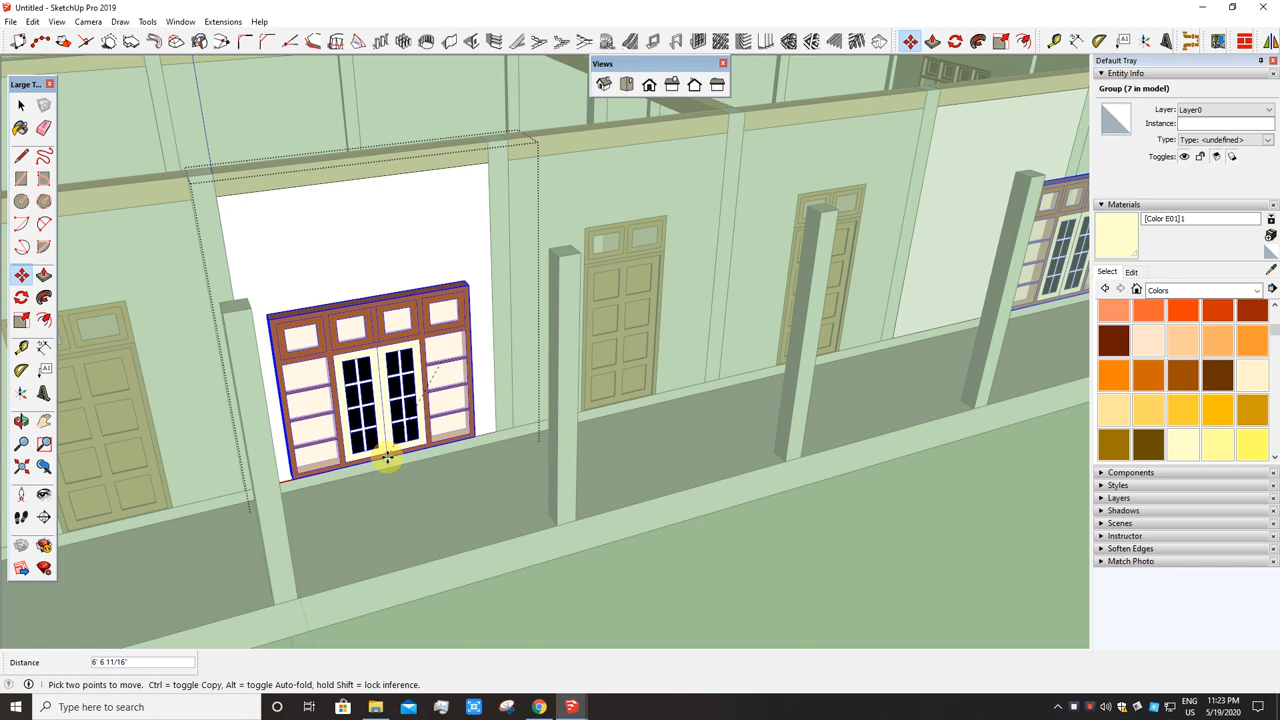 Untitled - SketchUp Pro 2019
File Edit View Camera Draw Tools Window Extensions Help
Large T...
Views
Default Tray
Entity Info
Group (7 in model)
Layer: Layer0
Instance:
Type: Type: <undefined>
Toggles:
Materials
[Color E01]1
Select Edit
Colors
Components
Styles
Layers
Shadows
Scenes
Instructor
Soften Edges
Match Photo
Distance 6' 6 11/16"
Pick two points to move. Ctrl = toggle Copy, Alt = toggle Auto-fold, hold Shift = lock inference.
Type here to search
ENG 11:23 PM
US 5/19/2020